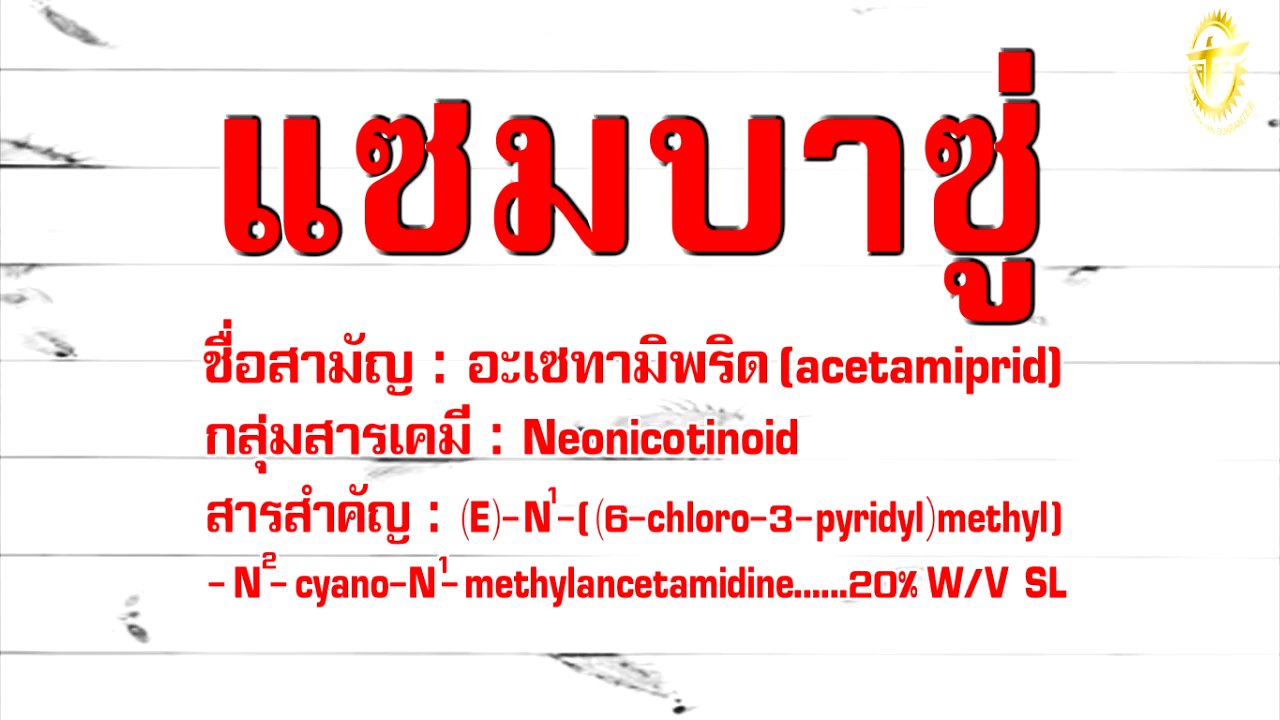 แซมบาซู่
ชื่อสามัญ : อะเซทามิพริด (acetamiprid)
กลุ่มสารเคมี : Neonicotinoid
สารสำคัญ : (E)-N¹-((6-chloro-3-pyridyl)methyl)
-N²-cyano-N¹-methylancetamidine......20% W/V SL